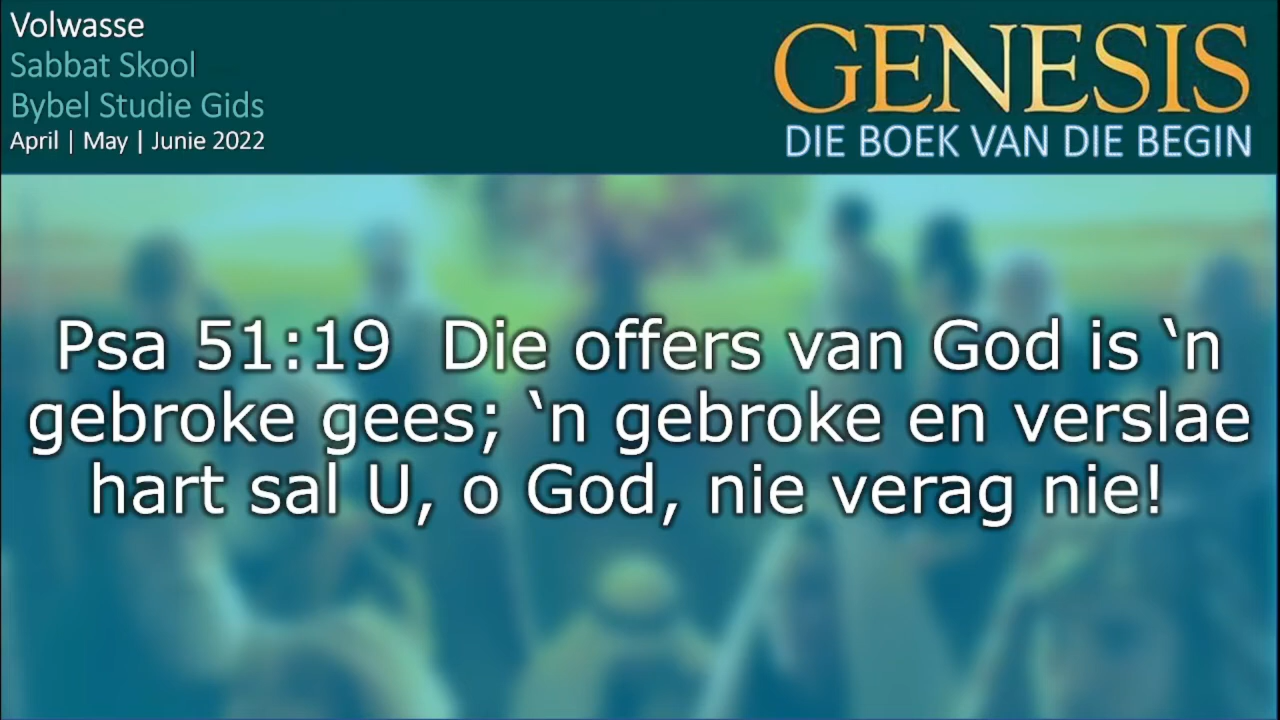 Volwasse
Sabbat Skool
Bybel Studie Gids
April | May | Junie 2022
GENESIS
DIE BOEK VAN DIE BEGIN
Psa 51:19  Die offers van God is ‘n
gebroke gees; ‘n gebroke en verslae
hart sal U, o God, nie verag nie!